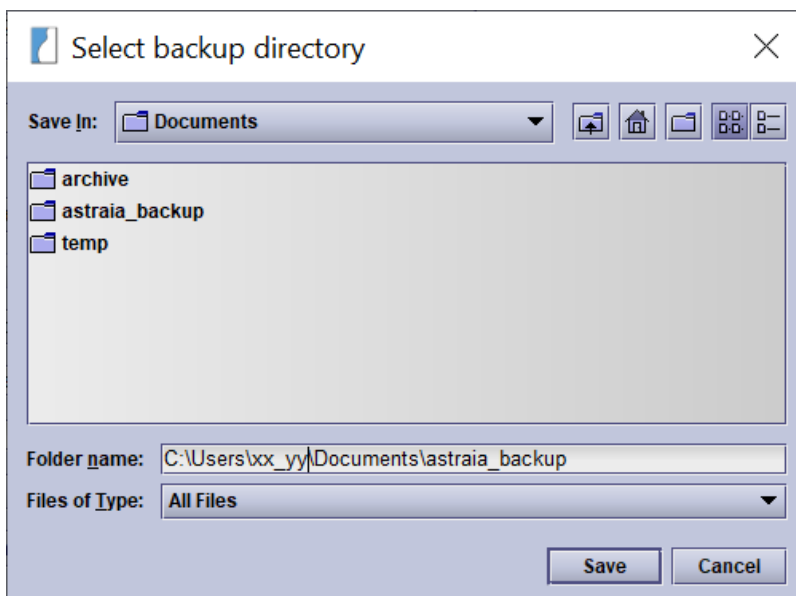 Select backup directory
Save In: Documents
archive
astraia_backup
temp
Folder name: C:\Users\xx_yy\Documents\astraia_backup
Files of Type: All Files
Save Cancel